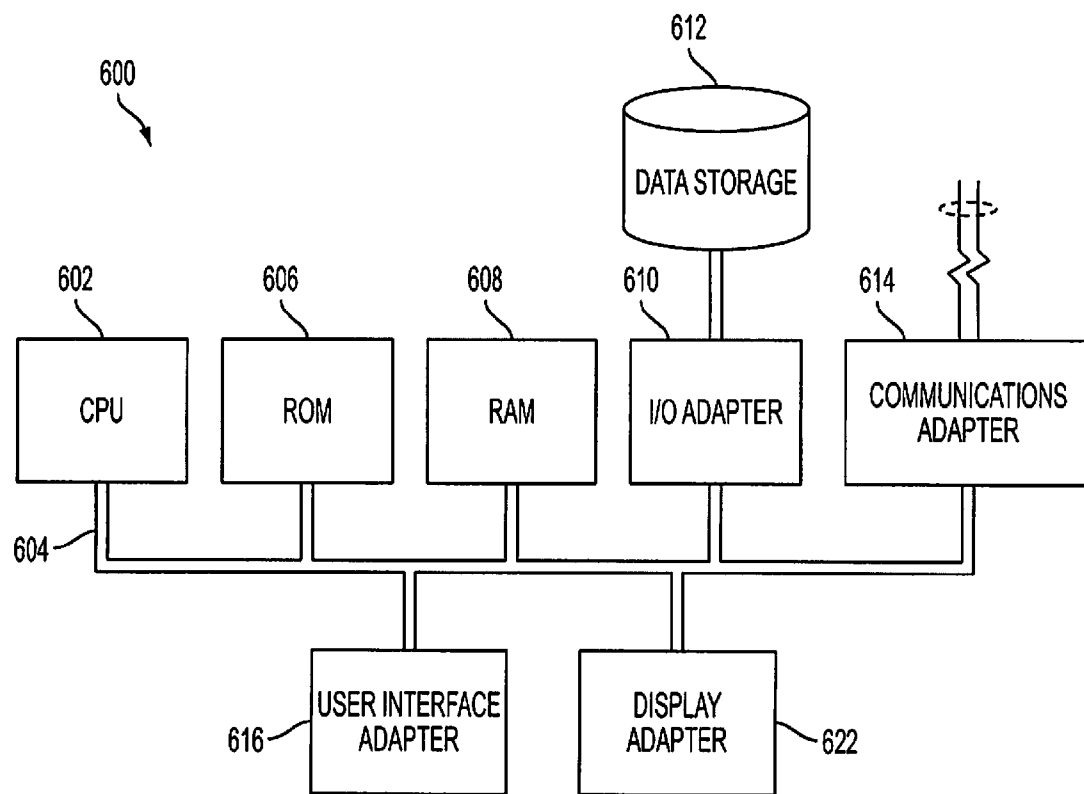 600
612
DATA STORAGE
602
606
608
610
614
CPU
ROM
RAM
I/O ADAPTER
COMMUNICATIONS
ADAPTER
604
USER INTERFACE
ADAPTER
DISPLAY
ADAPTER
616
622